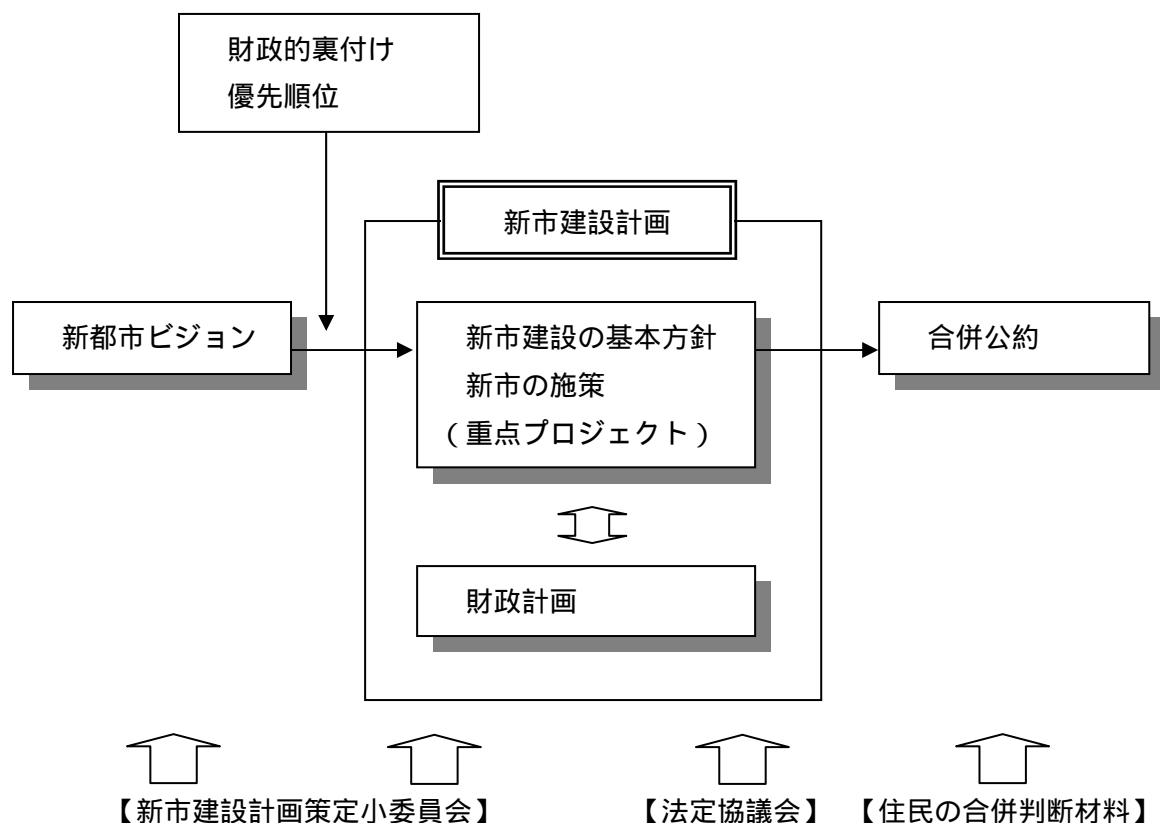 財政的裏付け
優先順位
新市建設計画
新都市ビジョン
新市建設の基本方針
新市の施策
（重点プロジェクト）
合併公約
財政計画
【新市建設計画策定小委員会】
【法定協議会】
【住民の合併判断材料】